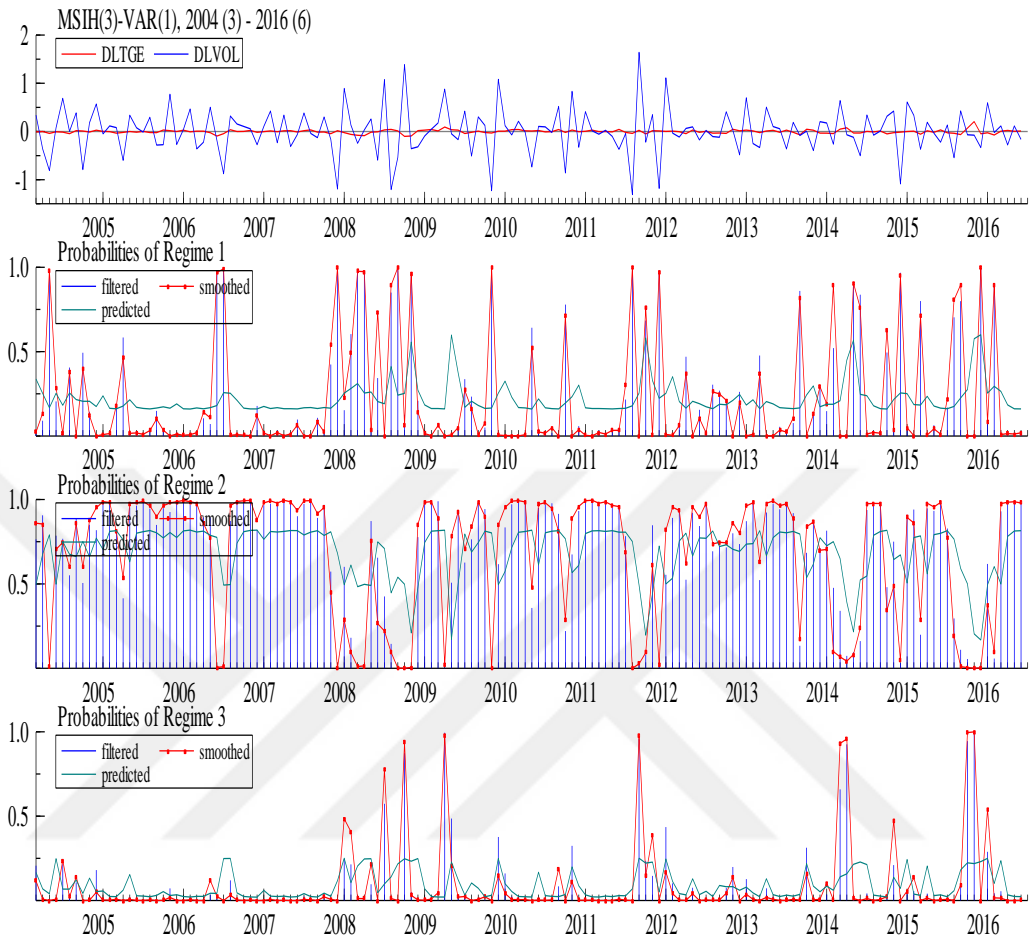 MSIH(3)-VAR(1), 2004 (3) - 2016 (6)
2
DLTGE DLVOL
1
0
-1
2005 2006 2007 2008 2009 2010 2011 2012 2013 2014 2015 2016
Probabilities of Regime 1
1.0
filtered smoothed
predicted
0.5
2005 2006 2007 2008 2009 2010 2011 2012 2013 2014 2015 2016
Probabilities of Regime 2
1.0
filtered smoothed
predicted
0.5
2005 2006 2007 2008 2009 2010 2011 2012 2013 2014 2015 2016
Probabilities of Regime 3
1.0
filtered smoothed
predicted
0.5
2005 2006 2007 2008 2009 2010 2011 2012 2013 2014 2015 2016